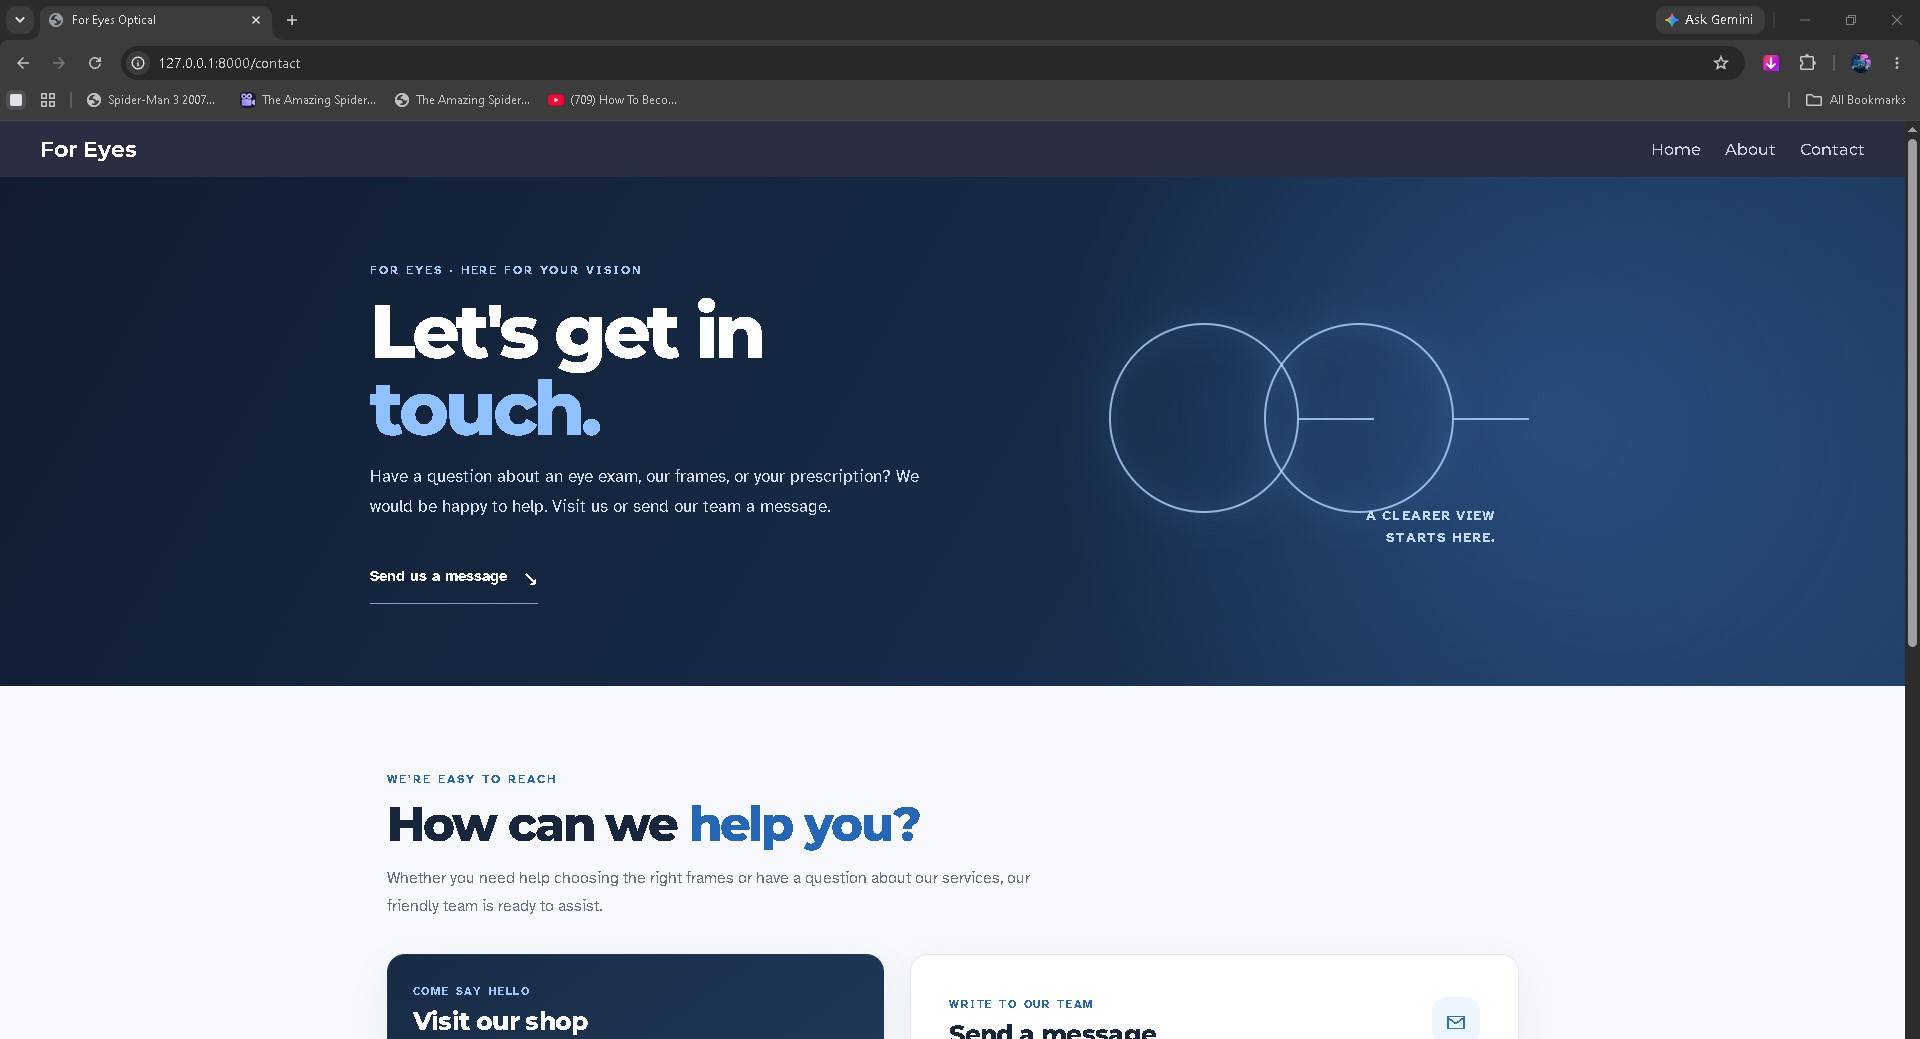 For Eyes Optical
Ask Gemini
127.0.0.1:8000/contact
Spider-Man 3 2007...
The Amazing Spider...
The Amazing Spider...
(709) How To Beco...
All Bookmarks
For Eyes
Home
About
Contact
FOR EYES · HERE FOR YOUR VISION
Let's get in
touch.
Have a question about an eye exam, our frames, or your prescription? We
would be happy to help. Visit us or send our team a message.
Send us a message ↘
A CLEARER VIEW
STARTS HERE.
WE'RE EASY TO REACH
How can we help you?
Whether you need help choosing the right frames or have a question about our services, our
friendly team is ready to assist.
COME SAY HELLO
Visit our shop
WRITE TO OUR TEAM
Send a message